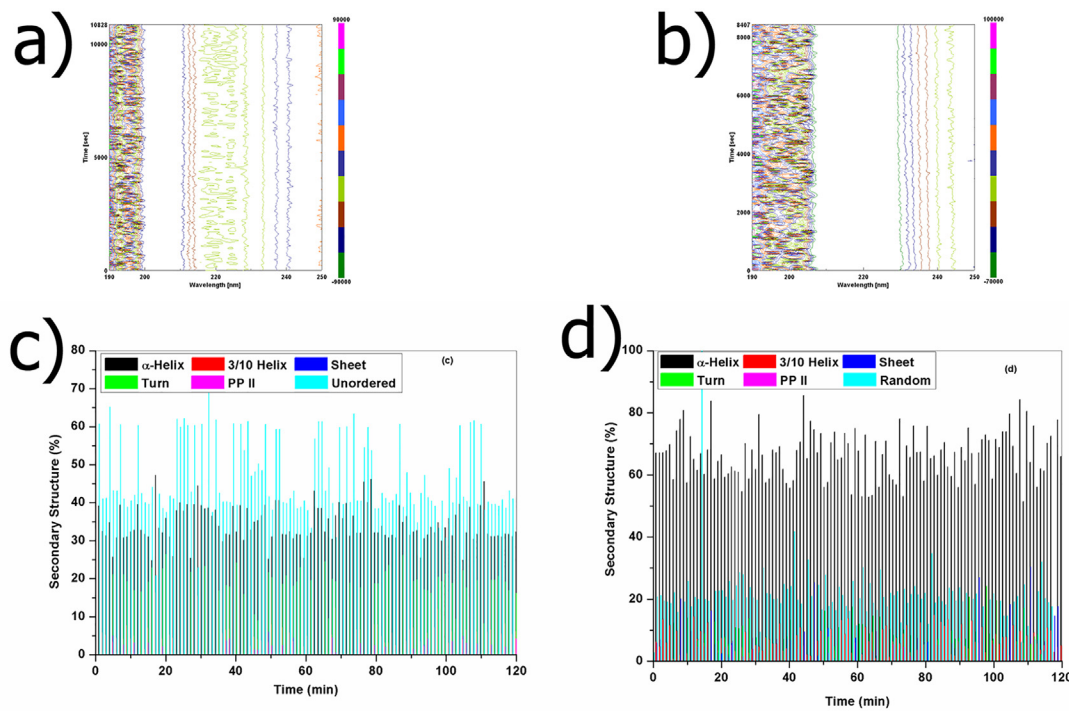 a)
10828
10000
5000
0
Time [sec]
190
200
220
240
250
Wavelength [nm]
90000
-90000
b)
8407
8000
6000
4000
2000
0
Time [sec]
190
200
220
240
250
Wavelength [nm]
100000
-70000
c)
80
70
60
50
40
30
20
10
0
Secondary Structure (%)
α-Helix 3/10 Helix Sheet
Turn PP II Unordered
(c)
0 20 40 60 80 100 120
Time (min)
d)
100
80
60
40
20
0
Secondary Structure (%)
α-Helix 3/10 Helix Sheet
Turn PP II Random
(d)
0 20 40 60 80 100 120
Time (min)